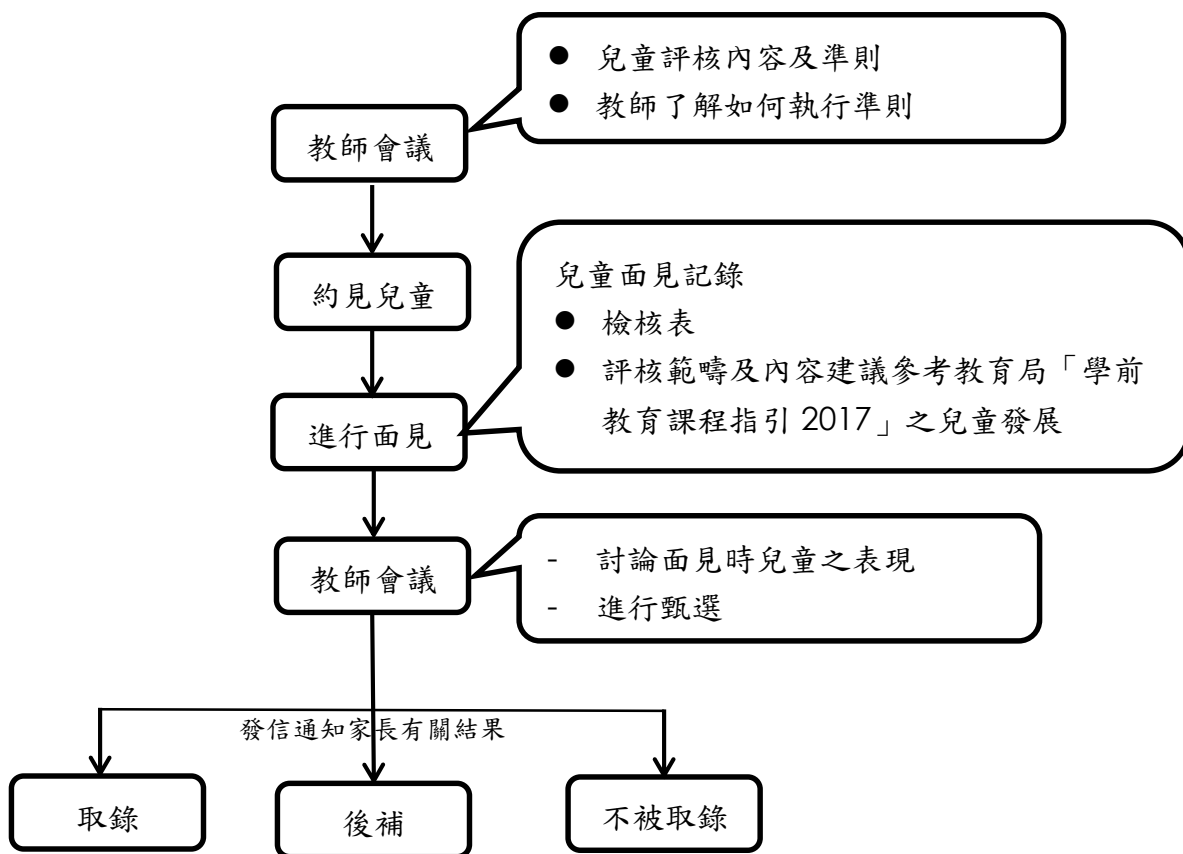 ● 兒童評核內容及準則
● 教師了解如何執行準則
教師會議
約見兒童
兒童面見記錄
● 檢核表
● 評核範疇及內容建議參考教育局「學前
教育課程指引 2017」之兒童發展
進行面見
教師會議
- 討論面見時兒童之表現
- 進行甄選
發信通知家長有關結果
取錄
後補
不被取錄